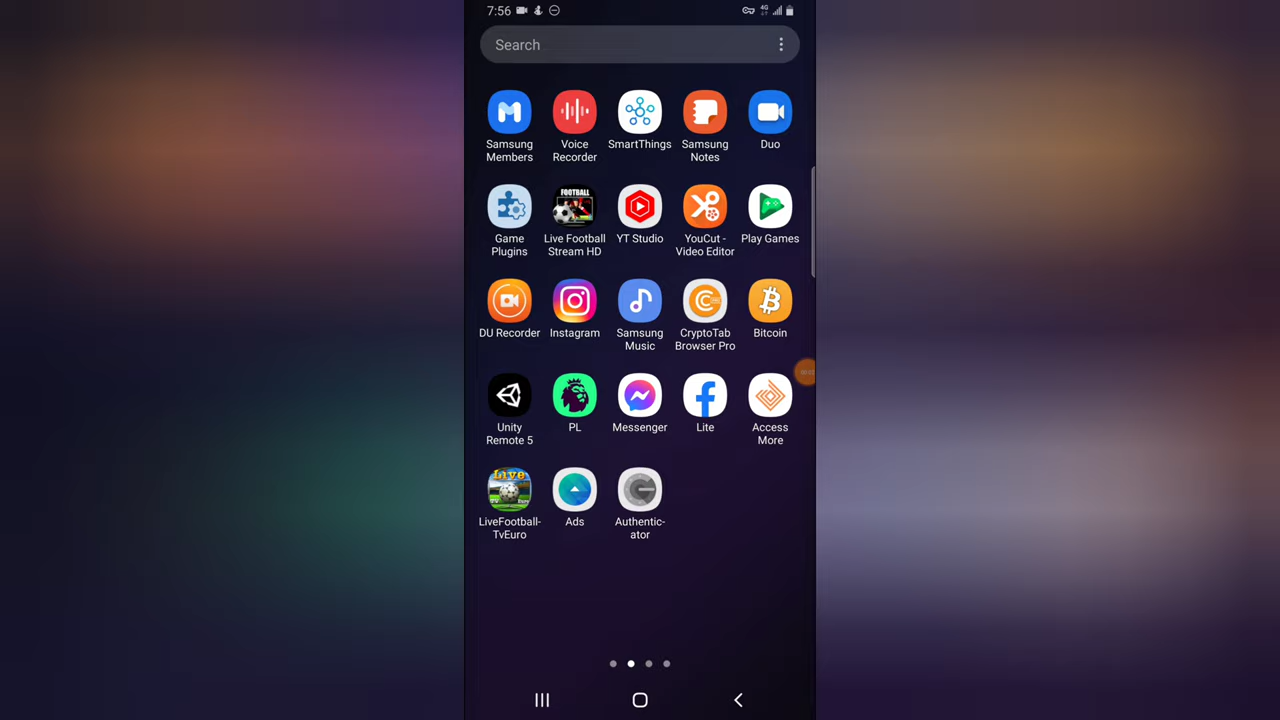 7:56
4G
Search
Samsung Members
Voice Recorder
SmartThings
Samsung Notes
Duo
Game Plugins
FOOTBALL
Live Football Stream HD
YT Studio
YouCut - Video Editor
Play Games
DU Recorder
Instagram
Samsung Music
CryptoTab Browser Pro
Bitcoin
Unity Remote 5
PL
Messenger
Lite
Access More
Live
LiveFootball-TvEuro
Ads
Authentic-ator